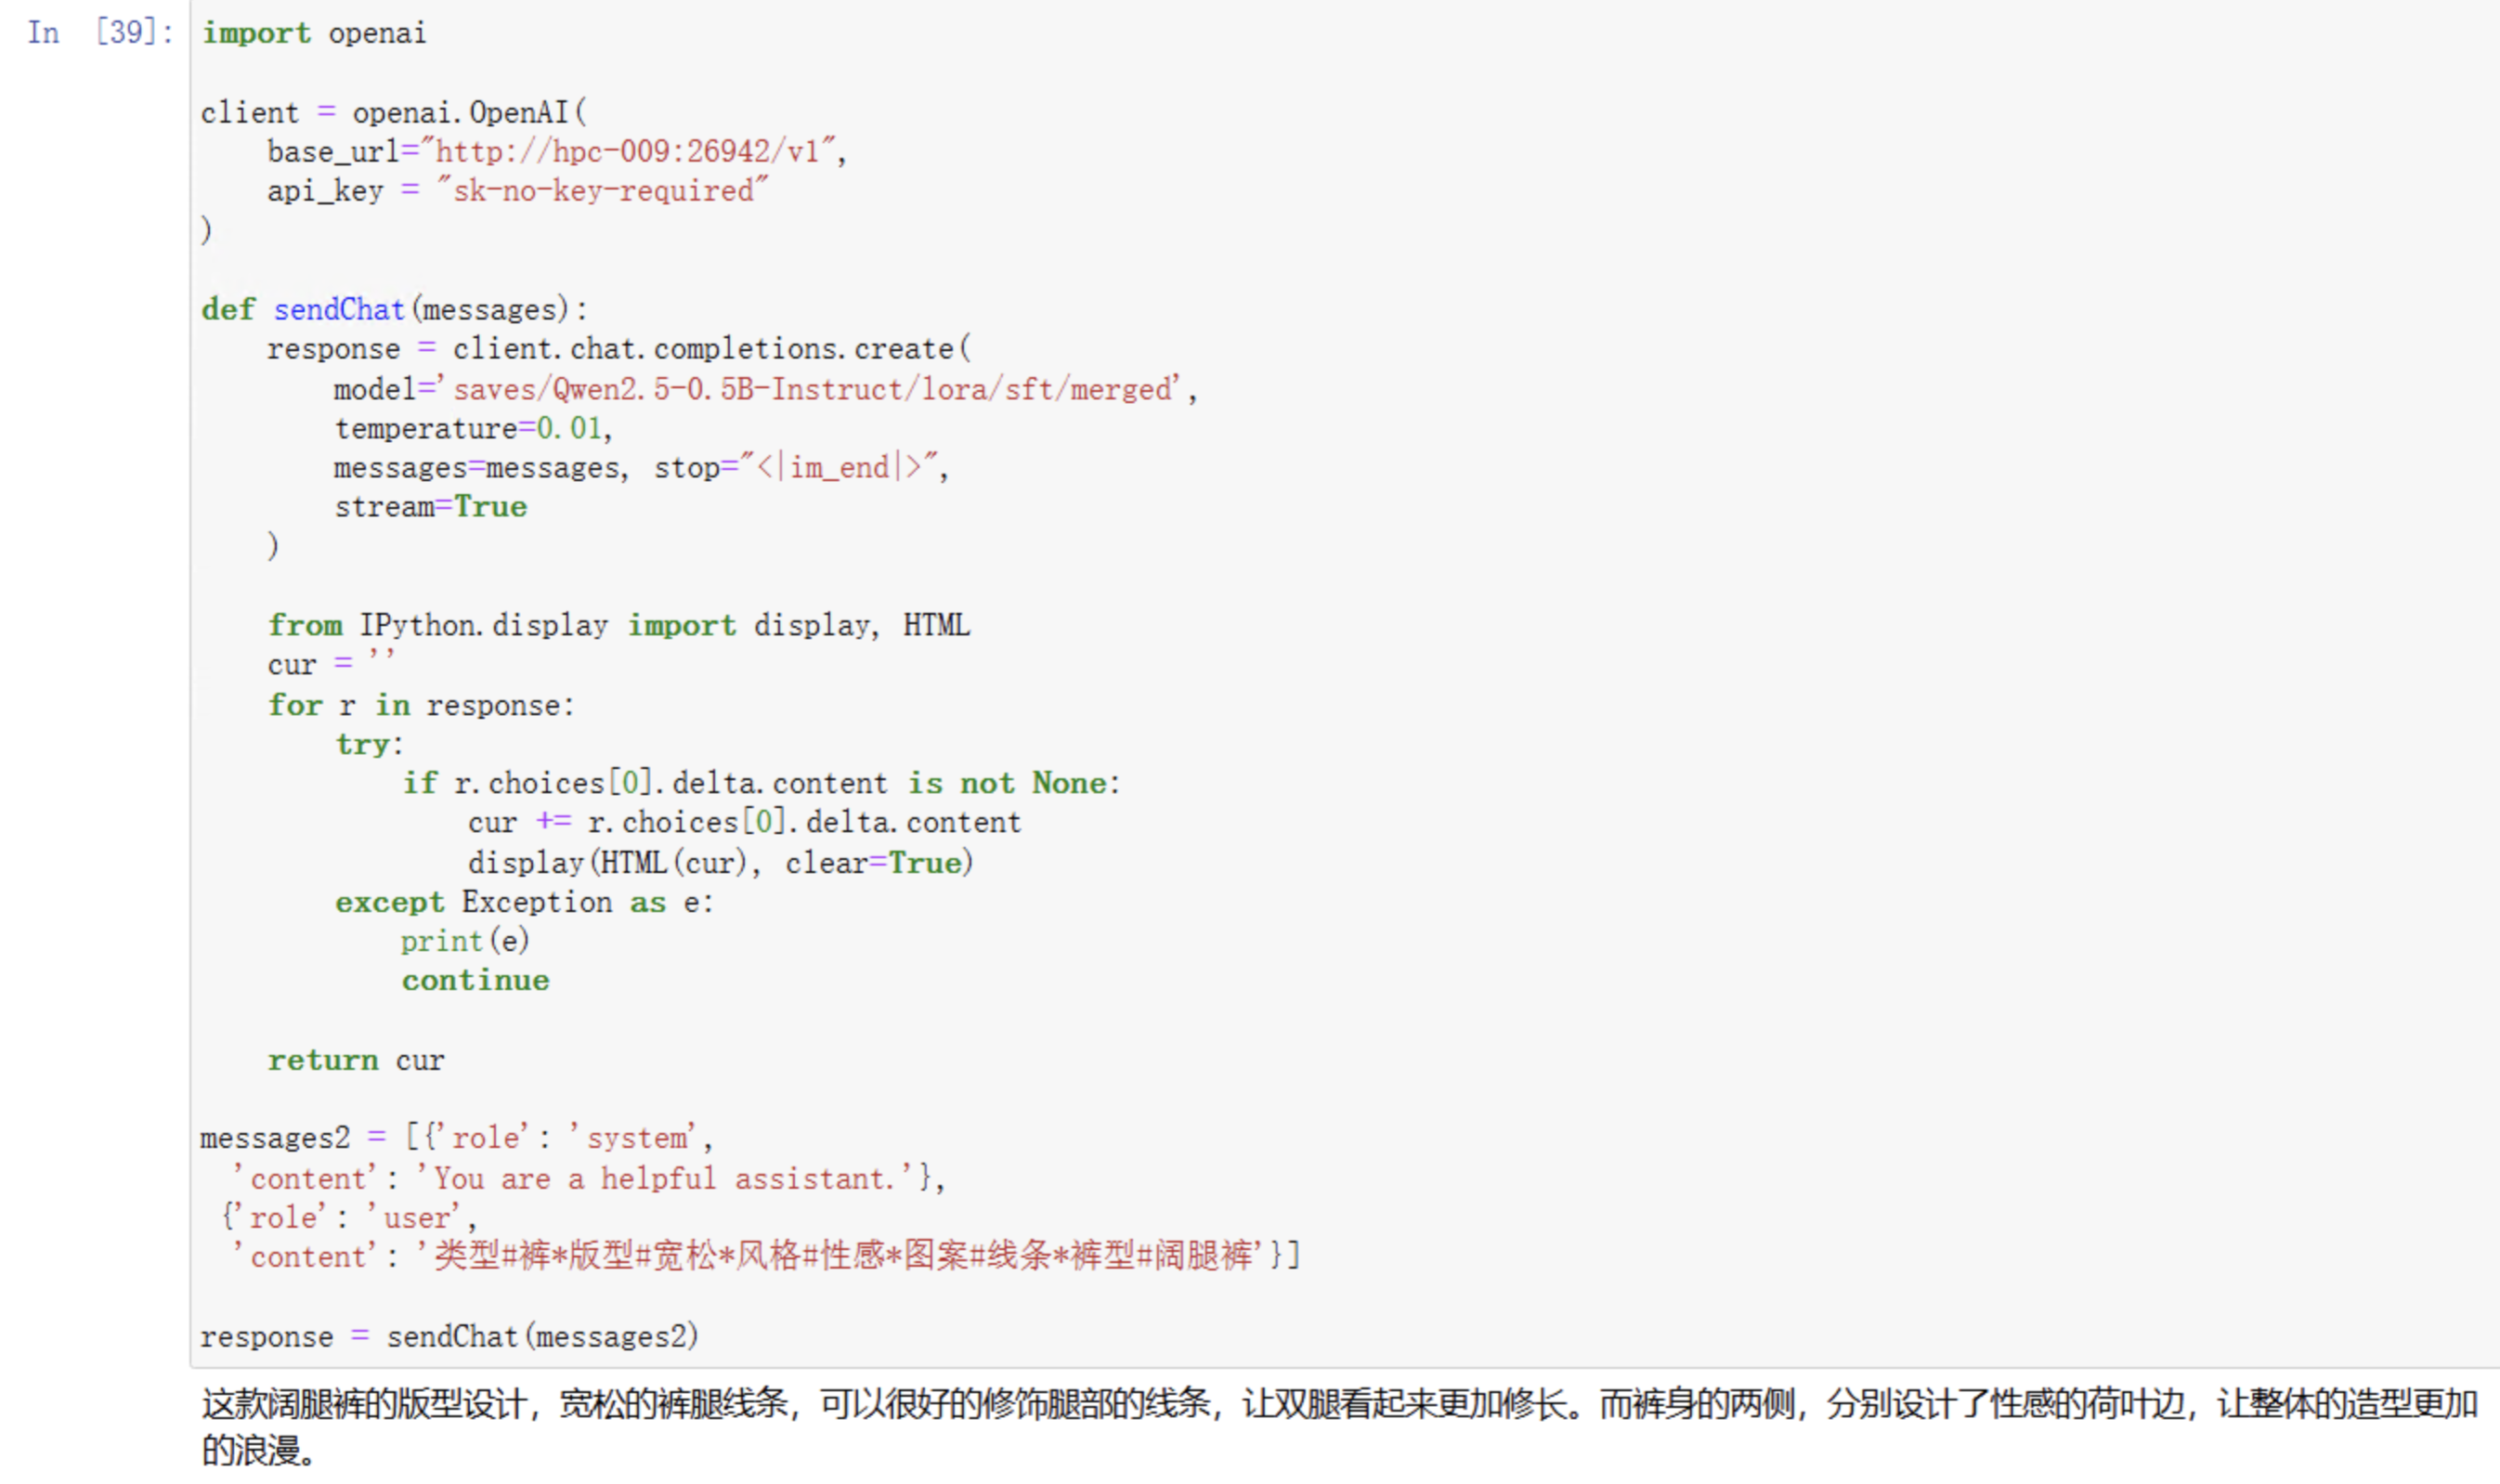 In [39]: import openai
client = openai.OpenAI(
    base_url="http://hpc-009:26942/v1",
    api_key = "sk-no-key-required"
)
def sendChat(messages):
    response = client.chat.completions.create(
        model='saves/Qwen2.5-0.5B-Instruct/lora/sft/merged',
        temperature=0.01,
        messages=messages, stop="<|im_end|>",
        stream=True
    )
    from IPython.display import display, HTML
    cur = ''
    for r in response:
        try:
            if r.choices[0].delta.content is not None:
                cur += r.choices[0].delta.content
                display(HTML(cur), clear=True)
        except Exception as e:
            print(e)
            continue
    return cur
messages2 = [{'role': 'system',
  'content': 'You are a helpful assistant.'},
 {'role': 'user',
  'content': '类型#裤*版型#宽松*风格#性感*图案#线条*裤型#阔腿裤'}]
response = sendChat(messages2)
这款阔腿裤的版型设计，宽松的裤腿线条，可以很好的修饰腿部的线条，让双腿看起来更加修长。而裤身的两侧，分别设计了性感的荷叶边，让整体的造型更加
的浪漫。